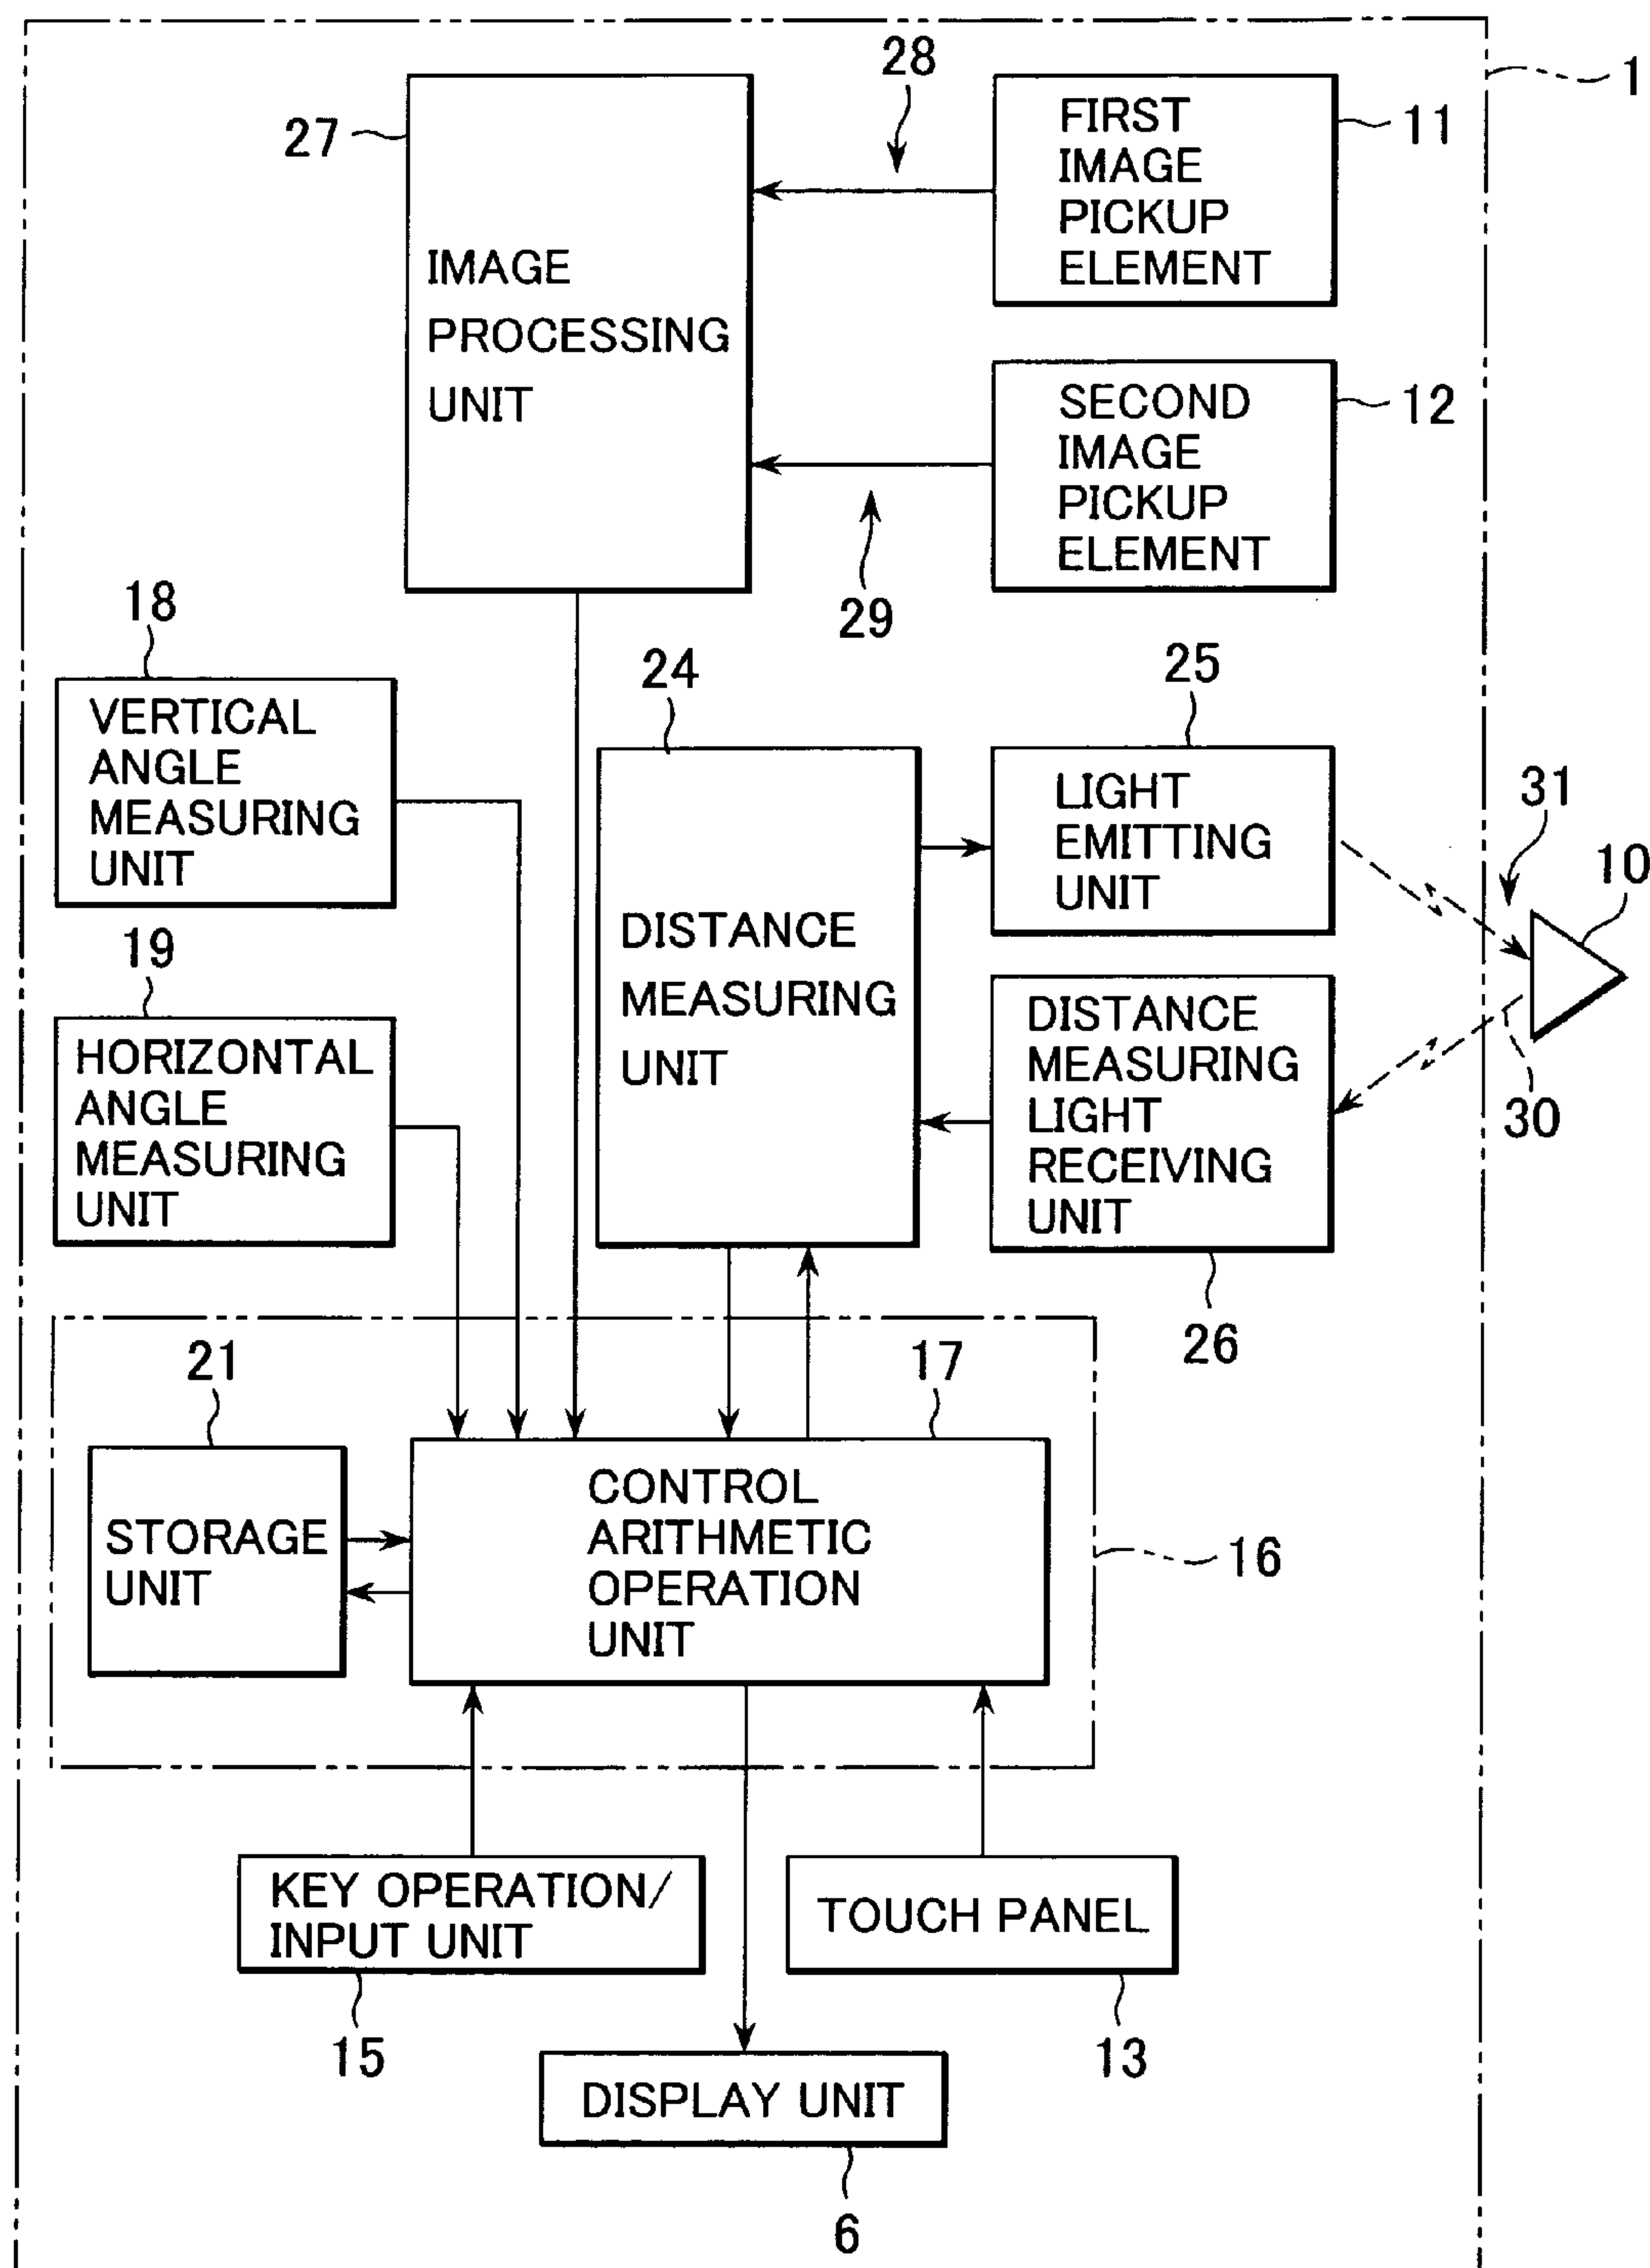 28
1
27
FIRST
IMAGE
PICKUP
ELEMENT
11
IMAGE
PROCESSING
UNIT
SECOND
IMAGE
PICKUP
ELEMENT
12
29
18
VERTICAL
ANGLE
MEASURING
UNIT
24
25
LIGHT
EMITTING
UNIT
31
10
19
HORIZONTAL
ANGLE
MEASURING
UNIT
DISTANCE
MEASURING
UNIT
DISTANCE
MEASURING
LIGHT
RECEIVING
UNIT
30
26
21
17
STORAGE
UNIT
CONTROL
ARITHMETIC
OPERATION
UNIT
16
KEY OPERATION/
INPUT UNIT
TOUCH PANEL
15
13
DISPLAY UNIT
6